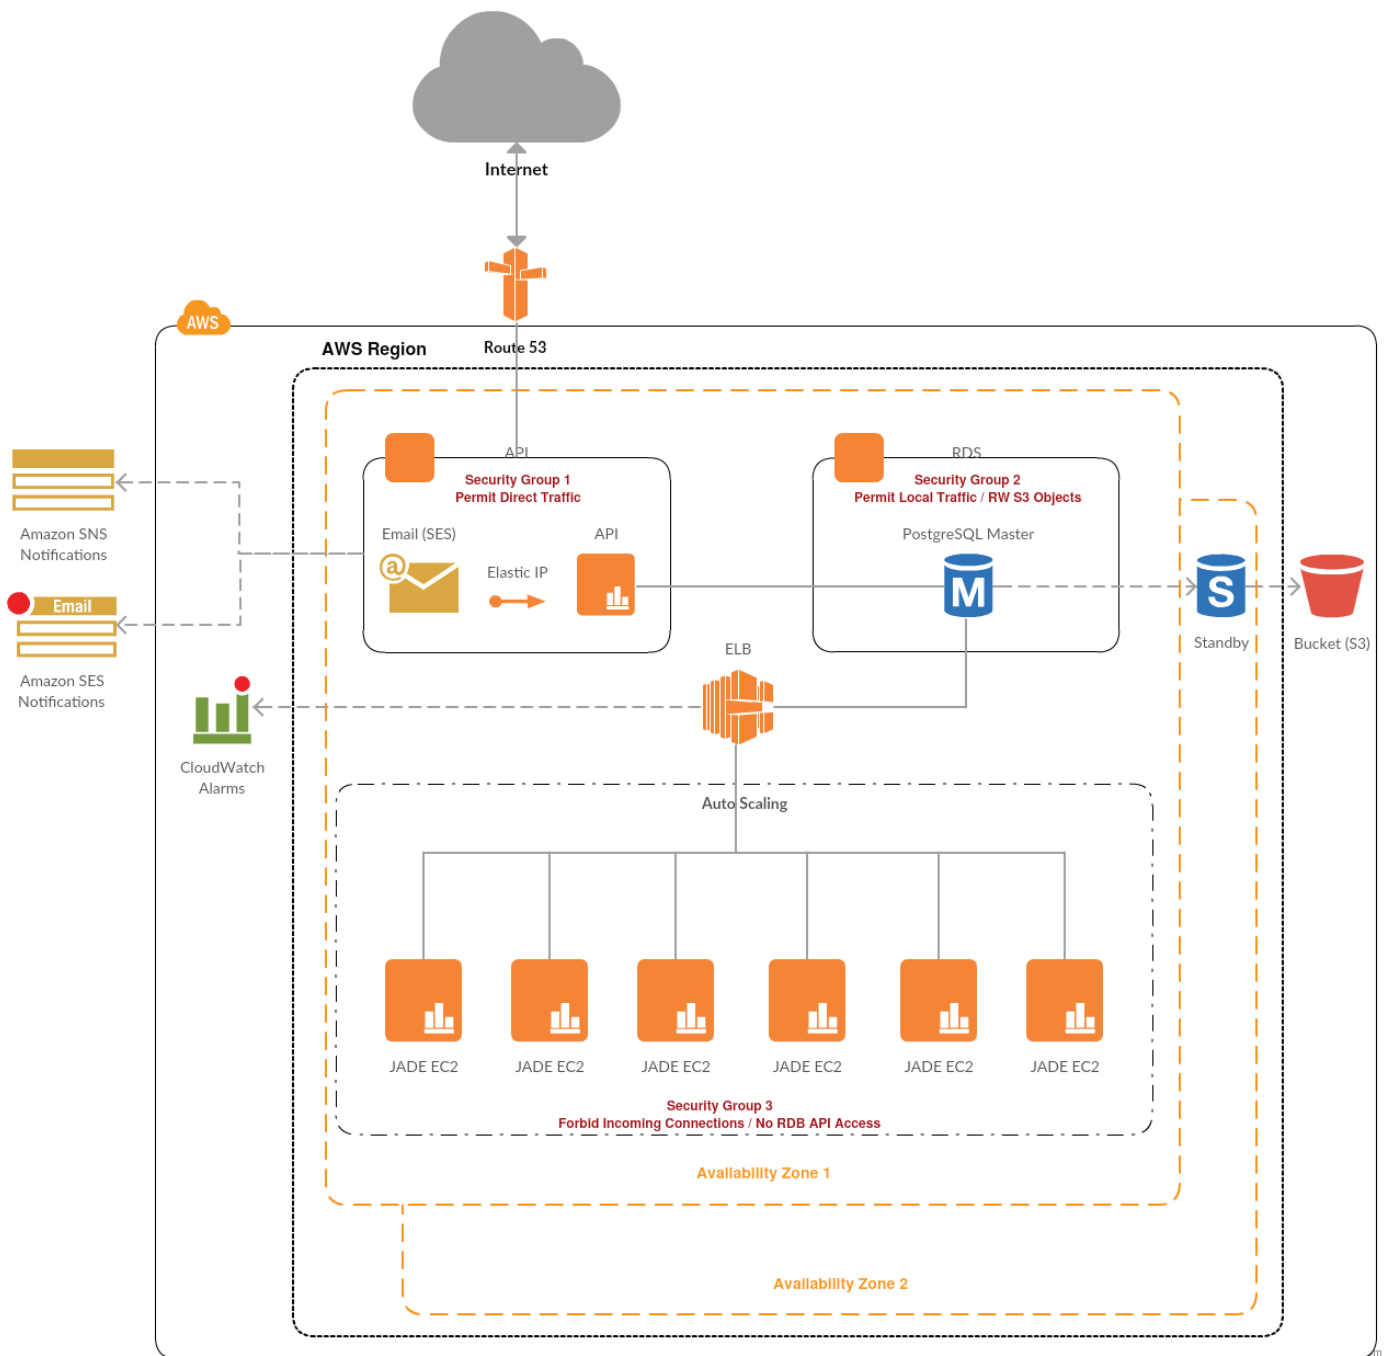 Internet
AWS
AWS Region
Route 53
API
RDS
Security Group 1
Permit Direct Traffic
Security Group 2
Permit Local Traffic / RW S3 Objects
Email (SES)
@
Elastic IP
API
PostgreSQL Master
M
S
Standby
Bucket (S3)
Amazon SNS
Notifications
Email
Amazon SES
Notifications
ELB
CloudWatch
Alarms
Auto Scaling
JADE EC2
JADE EC2
JADE EC2
JADE EC2
JADE EC2
JADE EC2
Security Group 3
Forbid Incoming Connections / No RDB API Access
Availability Zone 1
Availability Zone 2